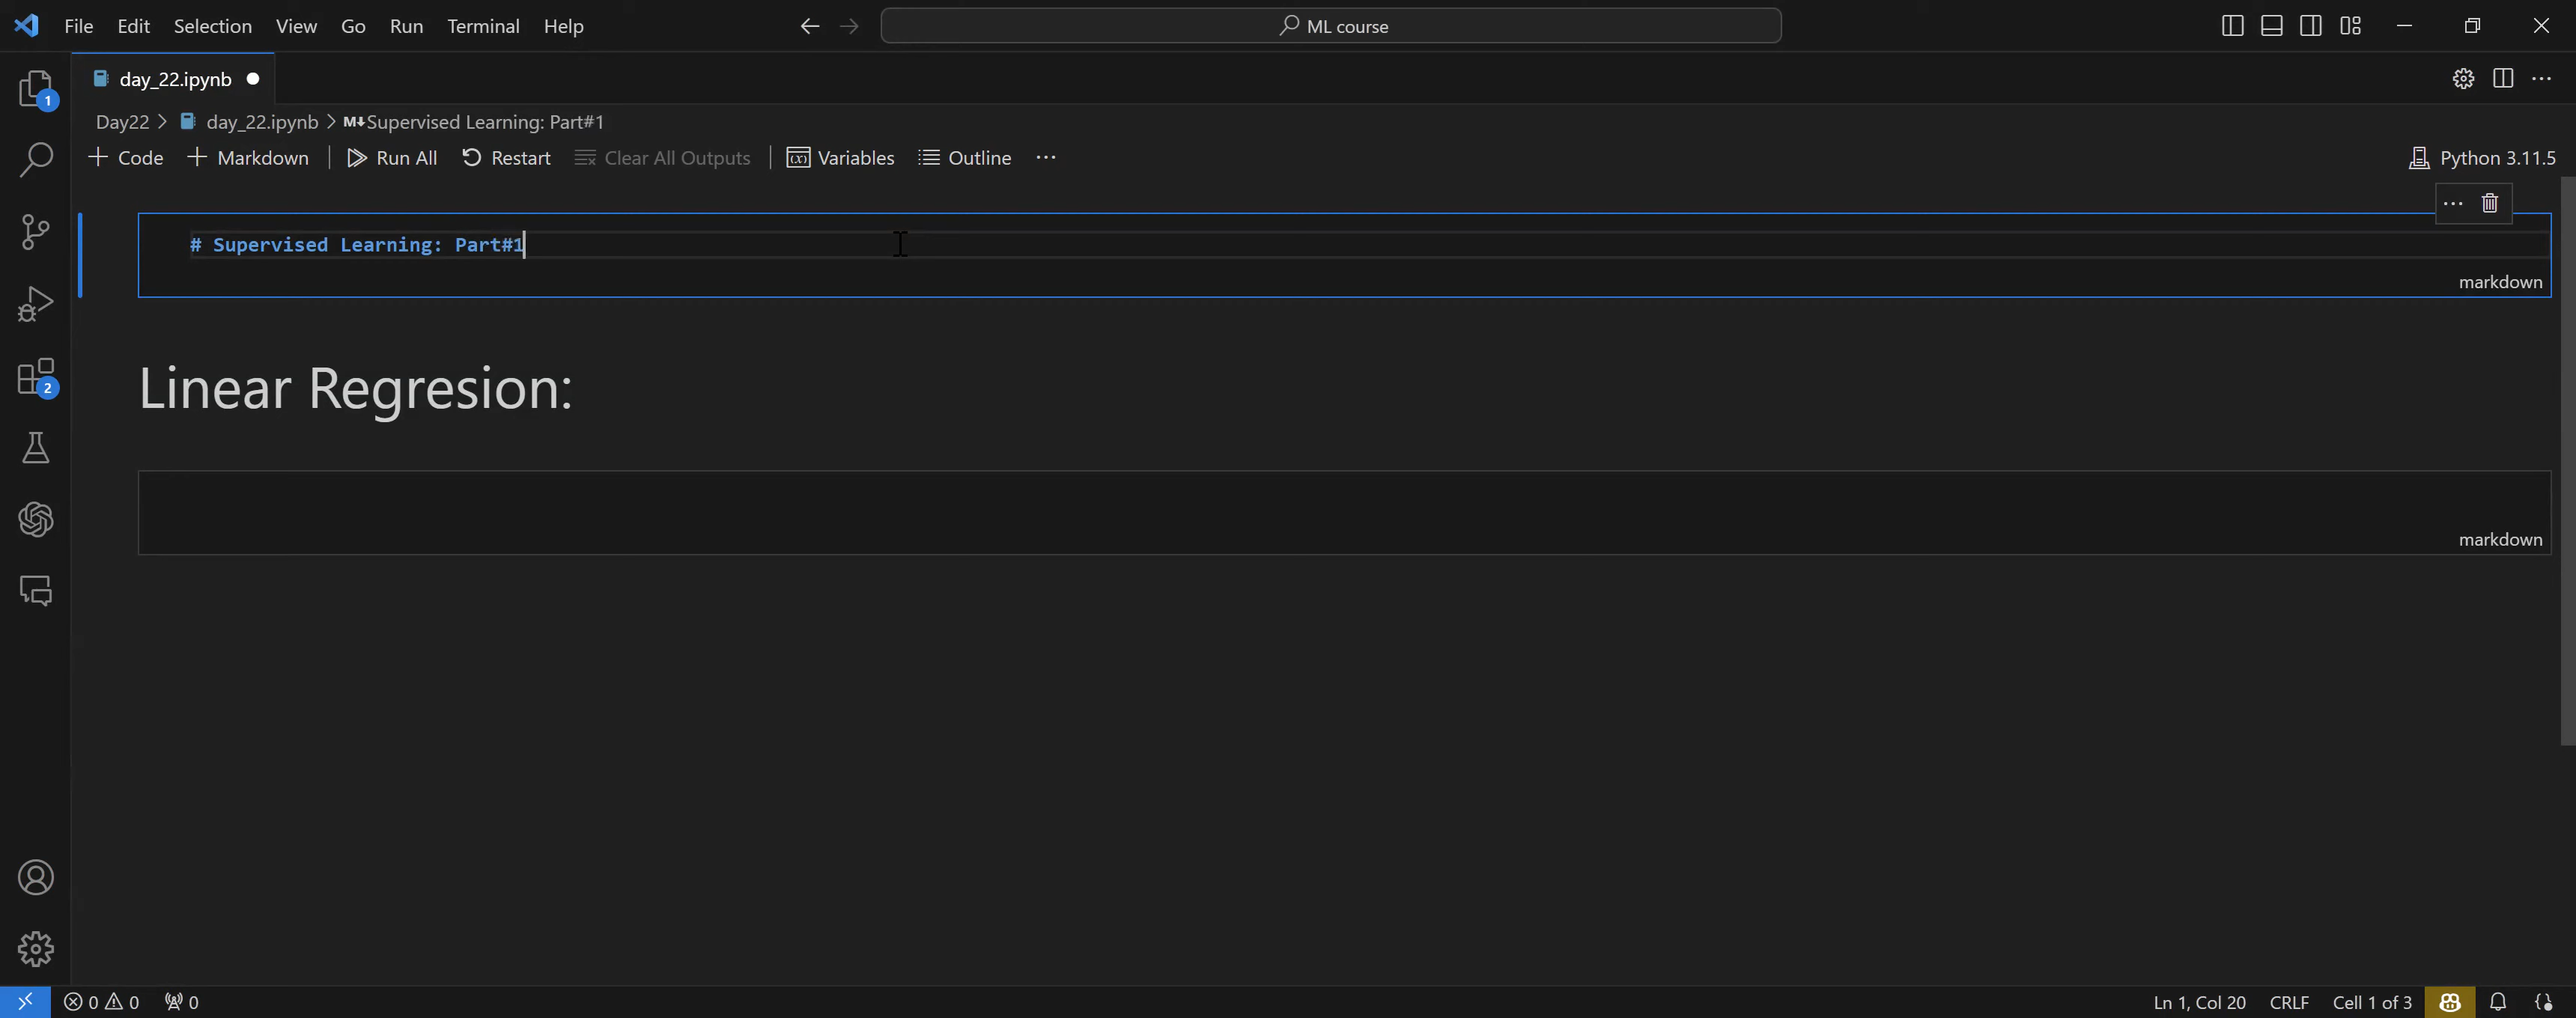 File Edit Selection View Go Run Terminal Help
ML course
day_22.ipynb
1
Day22 > day_22.ipynb > M↓Supervised Learning: Part#1
+ Code + Markdown | Run All Restart Clear All Outputs | Variables Outline ...
Python 3.11.5
# Supervised Learning: Part#1
markdown
Linear Regresion:
2
markdown
0 0 0
Ln 1, Col 20 CRLF Cell 1 of 3